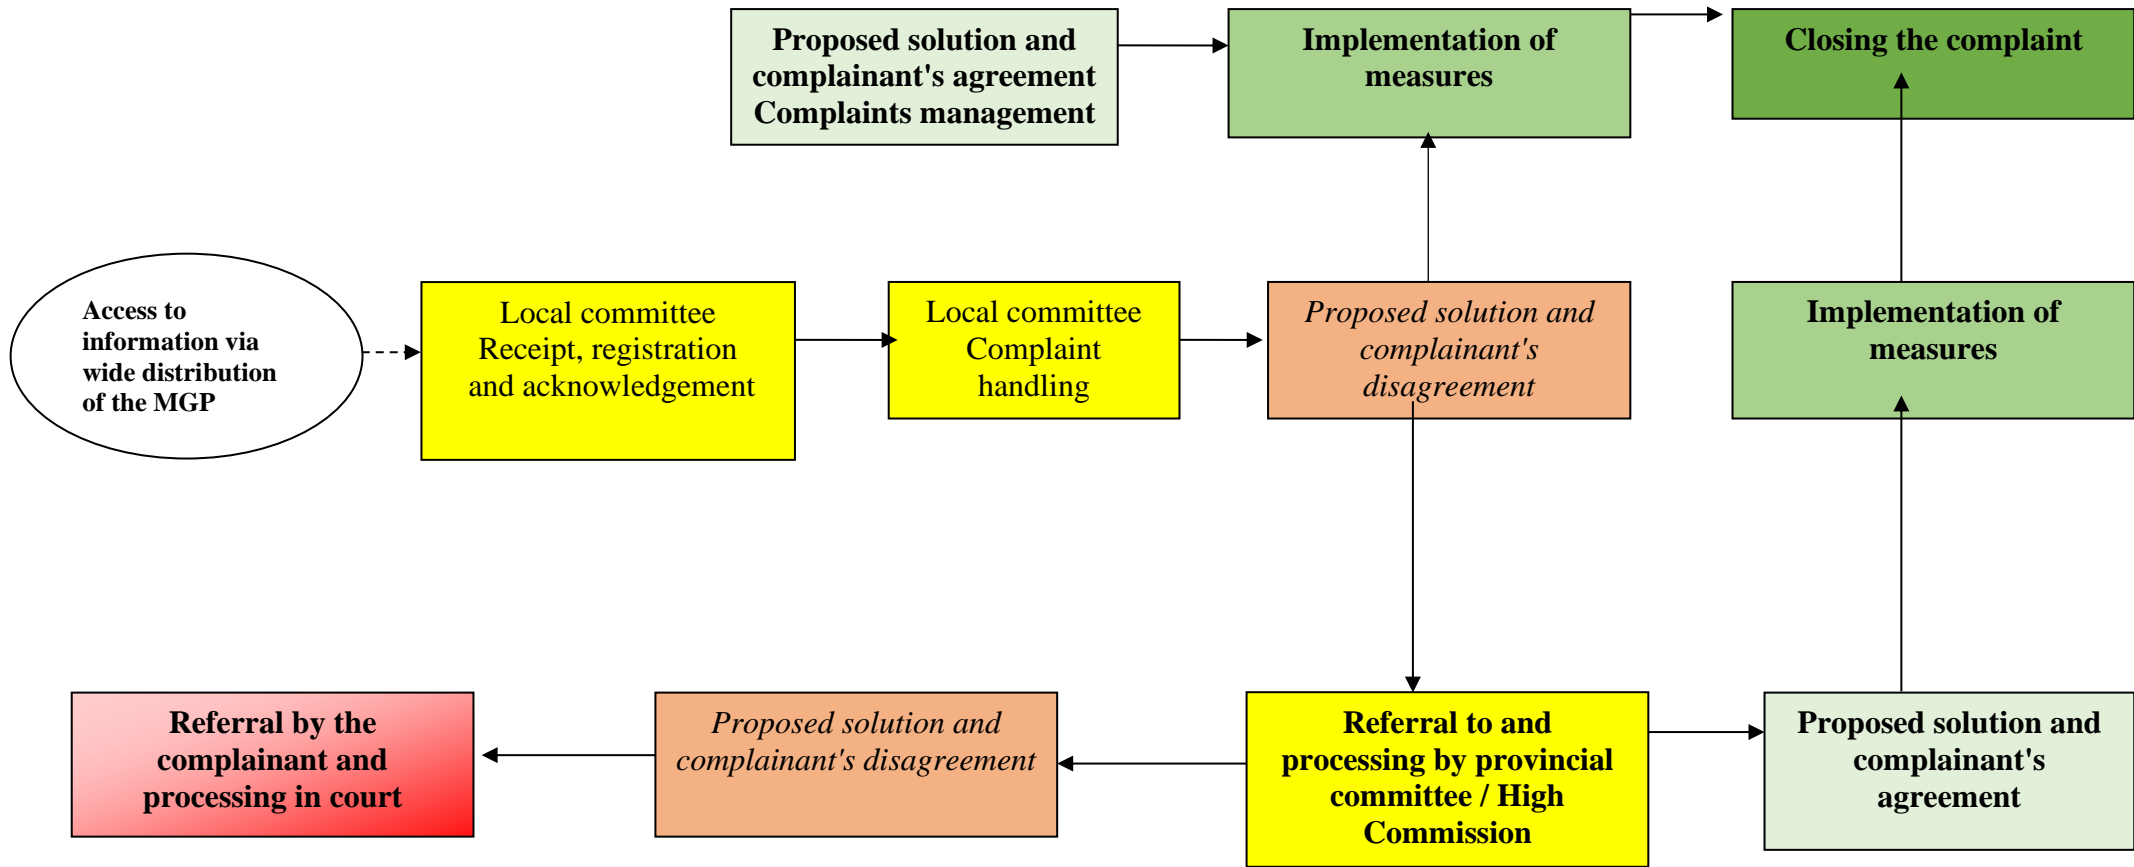 Proposed solution and
complainant's agreement
Complaints management
Implementation of
measures
Closing the complaint
Access to
information via
wide distribution
of the MGP
Local committee
Receipt, registration
and acknowledgement
Local committee
Complaint
handling
Proposed solution and
complainant's
disagreement
Implementation of
measures
Referral by the
complainant and
processing in court
Proposed solution and
complainant's disagreement
Referral to and
processing by provincial
committee / High
Commission
Proposed solution and
complainant's
agreement